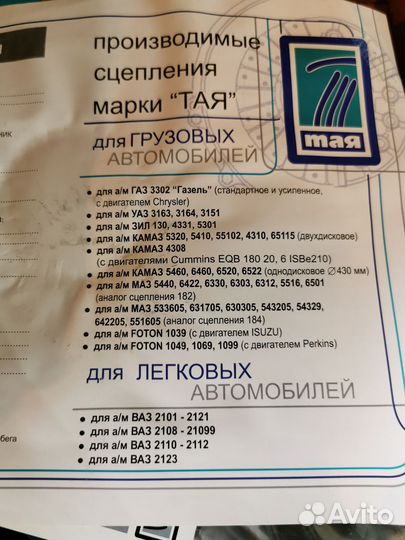 производимые
сцепления
марки "ТАЯ"
тая
для ГРУЗОВЫХ
АВТОМОБИЛЕЙ
• для а/м ГАЗ 3302 "Газель" (стандартное и усиленное,
с двигателем Chrysler)
• для а/м УАЗ 3163, 3164, 3151
• для а/м ЗИЛ 130, 4331, 5301
• для а/м КАМАЗ 5320, 5410, 55102, 4310, 65115 (двухдисковое)
• для а/м КАМАЗ 4308
(с двигателями Cummins EQB 180 20, 6 ISBe210)
• для а/м КАМАЗ 5460, 6460, 6520, 6522 (однодисковое ∅430 мм)
• для а/м МАЗ 5440, 6422, 6330, 6303, 6312, 5516, 6501
(аналог сцепления 182)
• для а/м МАЗ 533605, 631705, 630305, 543205, 54329,
642205, 551605 (аналог сцепления 184)
• для а/м FOTON 1039 (с двигателем ISUZU)
• для а/м FOTON 1049, 1069, 1099 (с двигателем Perkins)
для ЛЕГКОВЫХ
АВТОМОБИЛЕЙ
• для а/м ВАЗ 2101 - 2121
• для а/м ВАЗ 2108 - 21099
• для а/м ВАЗ 2110 - 2112
• для а/м ВАЗ 2123
Avito